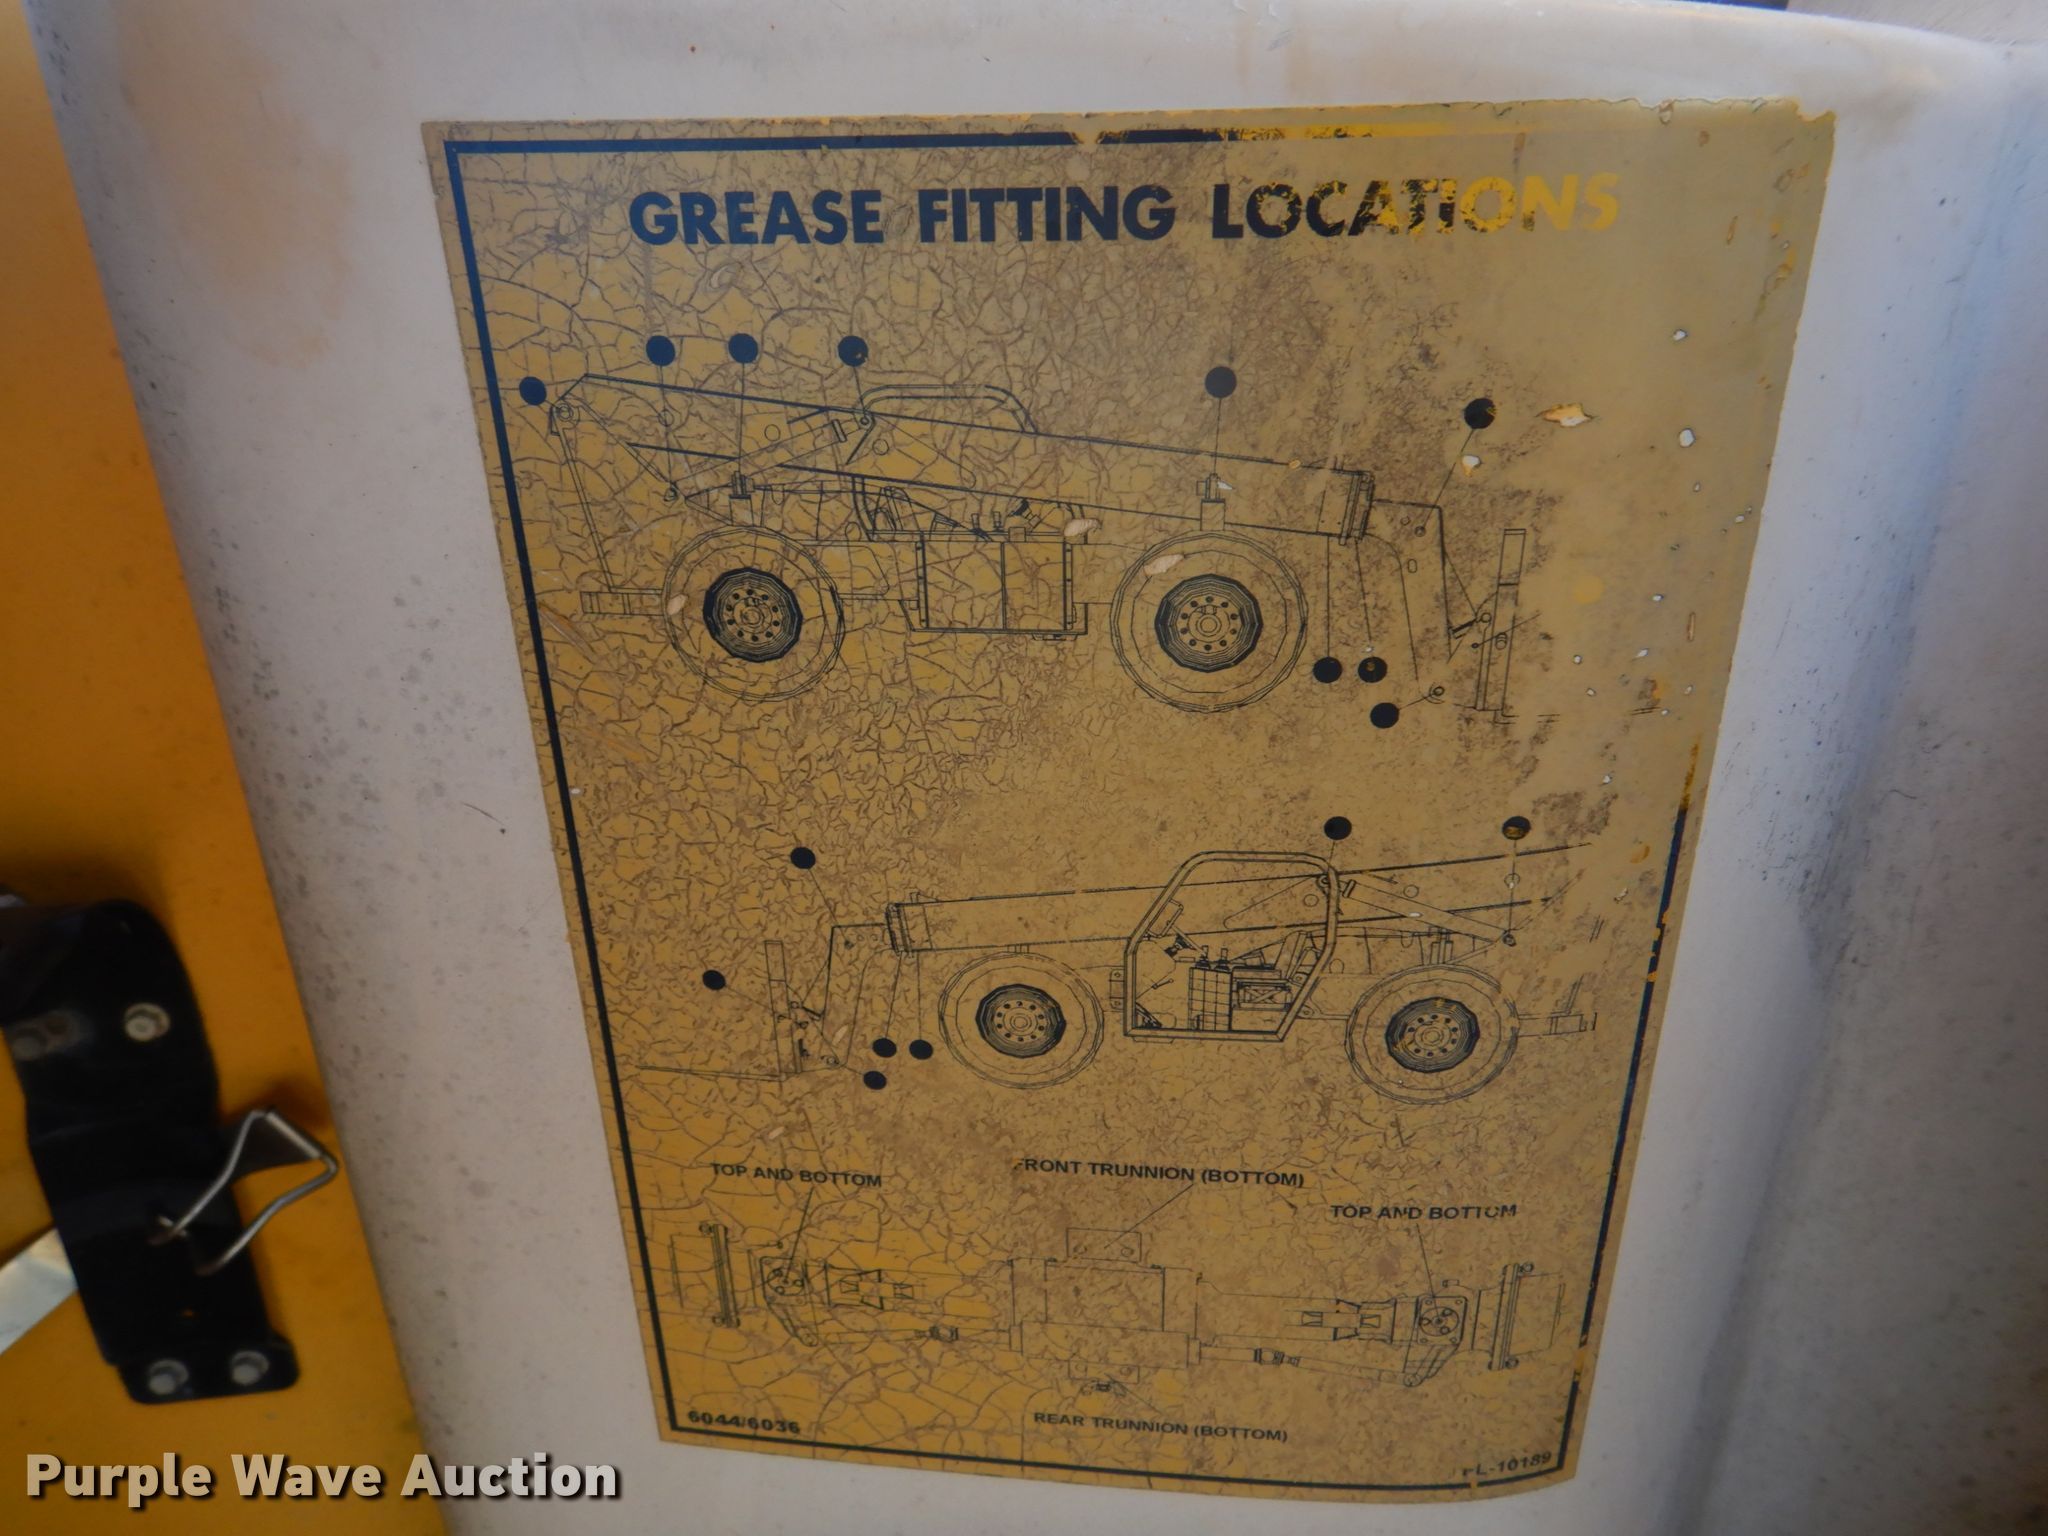 GREASE FITTING LOCATIONS
TOP AND BOTTOM
FRONT TRUNNION (BOTTOM)
TOP AND BOTTOM
6044/6036
REAR TRUNNION (BOTTOM)
PL-10189
Purple Wave Auction